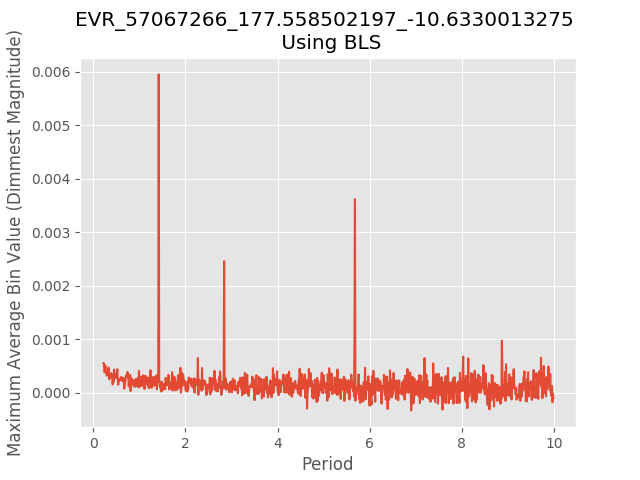 EVR_57067266_177.558502197_-10.6330013275
Using BLS
Maximum Average Bin Value (Dimmest Magnitude)
0.006
0.005
0.004
0.003
0.002
0.001
0.000
0 2 4 6 8 10
Period